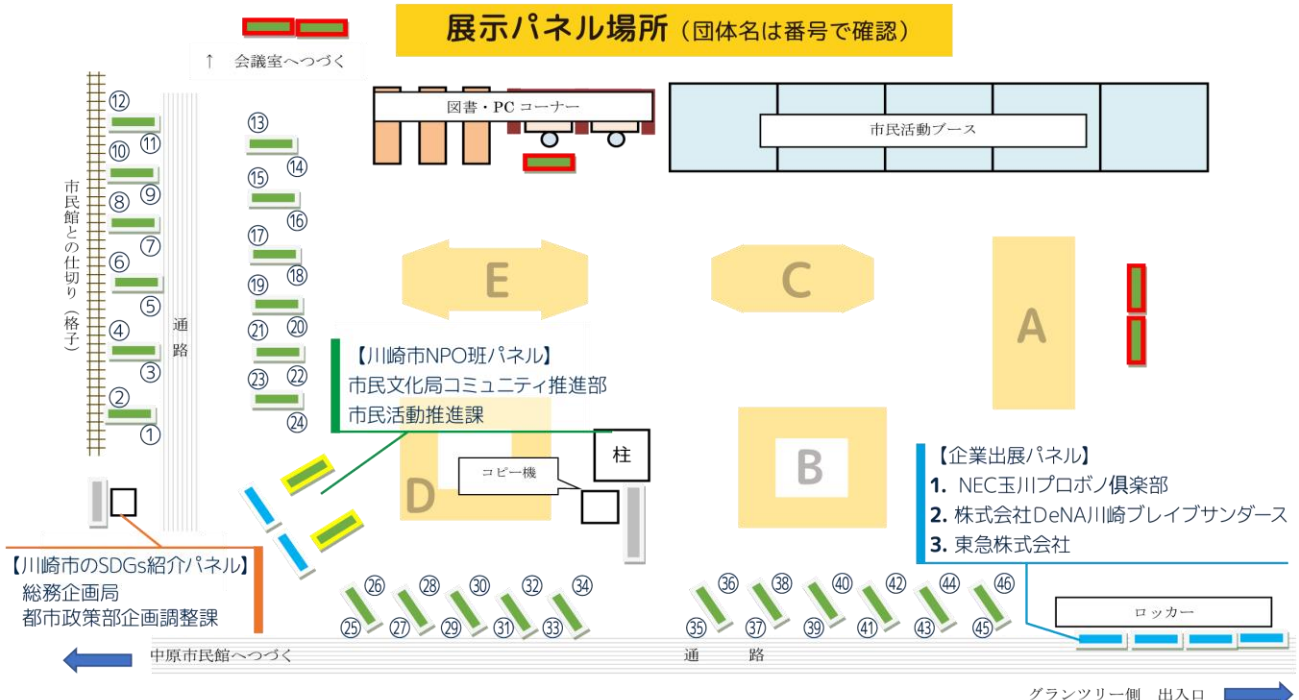 展示パネル場所（団体名は番号で確認）
↑　会議室へつづく
図書・PC コーナー
市民活動ブース
⑫
⑪
⑩
⑨
⑧
⑦
⑥
⑤
④
③
②
①
市民館との仕切り（格子）
通路
⑬
⑭
⑮
⑯
⑰
⑱
⑲
⑳
㉑
㉒
㉓
㉔
E
C
A
【川崎市NPO班パネル】
市民文化局コミュニティ推進部
市民活動推進課
D
コピー機
柱
B
【企業出展パネル】
1. NEC玉川プロボノ倶楽部
2. 株式会社DeNA川崎ブレイブサンダース
3. 東急株式会社
【川崎市のSDGs紹介パネル】
総務企画局
都市政策部企画調整課
㉖ ㉘ ㉚ ㉜ ㉞
㉕ ㉗ ㉙ ㉛ ㉝
㊱ ㊳ ㊵ ㊷ ㊹ ㊻
㉟ ㊲ ㊴ ㊶ ㊸ ㊺
ロッカー
中原市民館へつづく
通　路
グランツリー側　出入口